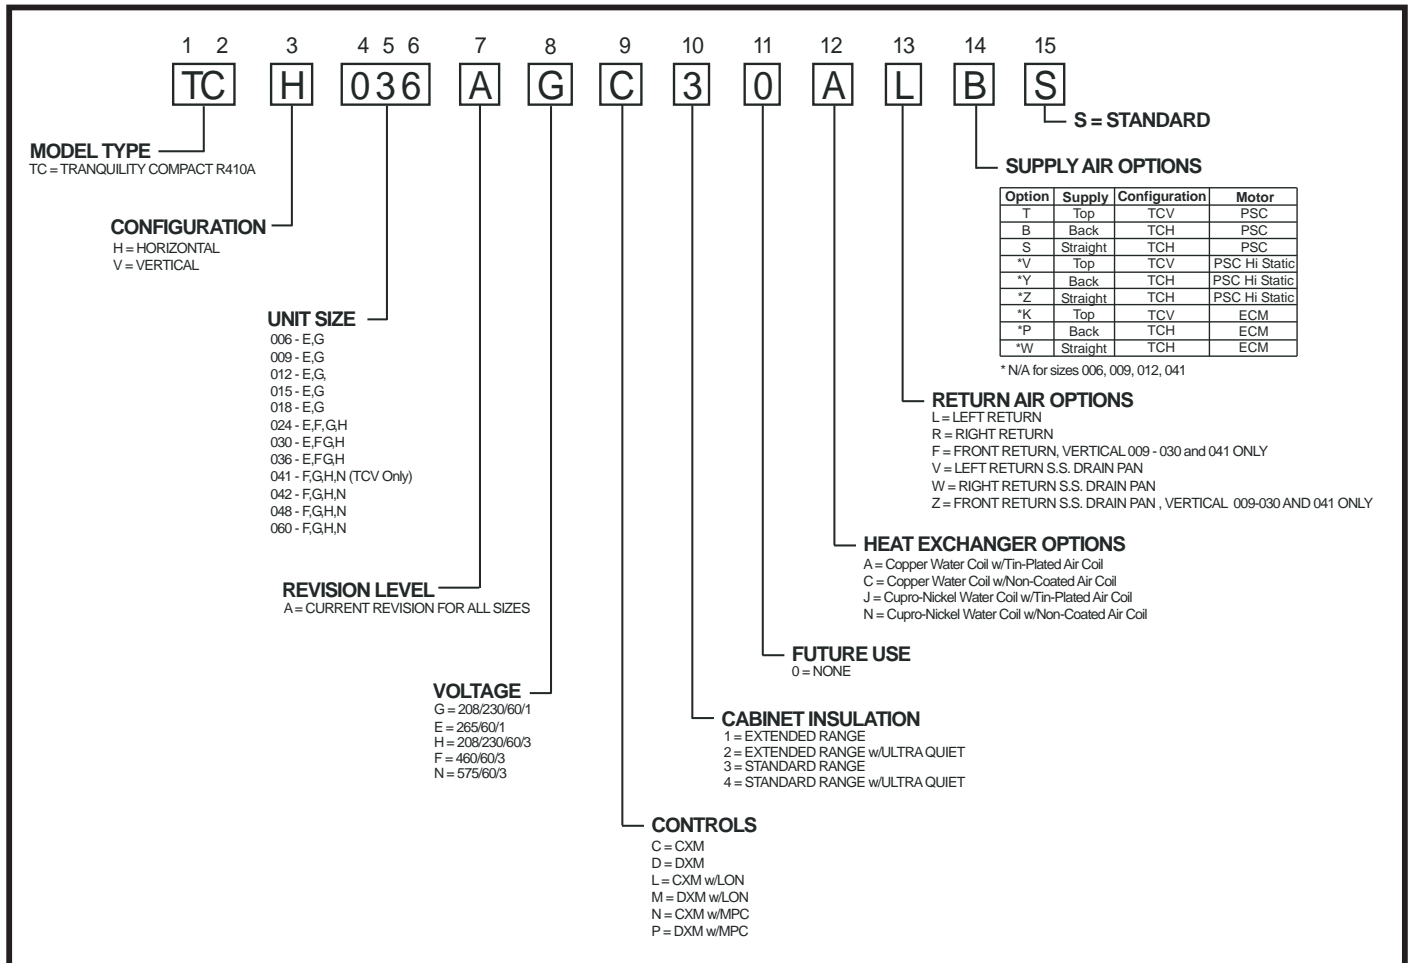 1 2 3 4 5 6 7 8 9 10 11 12 13 14 15
TC H 036 A G C 3 0 A L B S
S = STANDARD
MODEL TYPE
TC = TRANQUILITY COMPACT R410A
SUPPLY AIR OPTIONS
Option Supply Configuration Motor
T Top TCV PSC
B Back TCH PSC
S Straight TCH PSC
*V Top TCV PSC Hi Static
*Y Back TCH PSC Hi Static
*Z Straight TCH PSC Hi Static
*K Top TCV ECM
*P Back TCH ECM
*W Straight TCH ECM
* N/A for sizes 006, 009, 012, 041
CONFIGURATION
H = HORIZONTAL
V = VERTICAL
UNIT SIZE
006 - E,G
009 - E,G
012 - E,G,
015 - E,G
018 - E,G
024 - E,F,G,H
030 - E,FG,H
036 - E,FG,H
041 - F,G,H,N (TCV Only)
042 - F,G,H,N
048 - F,G,H,N
060 - F,G,H,N
RETURN AIR OPTIONS
L = LEFT RETURN
R = RIGHT RETURN
F = FRONT RETURN, VERTICAL 009 - 030 and 041 ONLY
V = LEFT RETURN S.S. DRAIN PAN
W = RIGHT RETURN S.S. DRAIN PAN
Z = FRONT RETURN S.S. DRAIN PAN , VERTICAL 009-030 AND 041 ONLY
HEAT EXCHANGER OPTIONS
A = Copper Water Coil w/Tin-Plated Air Coil
C = Copper Water Coil w/Non-Coated Air Coil
J = Cupro-Nickel Water Coil w/Tin-Plated Air Coil
N = Cupro-Nickel Water Coil w/Non-Coated Air Coil
REVISION LEVEL
A = CURRENT REVISION FOR ALL SIZES
FUTURE USE
0 = NONE
VOLTAGE
G = 208/230/60/1
E = 265/60/1
H = 208/230/60/3
F = 460/60/3
N = 575/60/3
CABINET INSULATION
1 = EXTENDED RANGE
2 = EXTENDED RANGE w/ULTRA QUIET
3 = STANDARD RANGE
4 = STANDARD RANGE w/ULTRA QUIET
CONTROLS
C = CXM
D = DXM
L = CXM w/LON
M = DXM w/LON
N = CXM w/MPC
P = DXM w/MPC